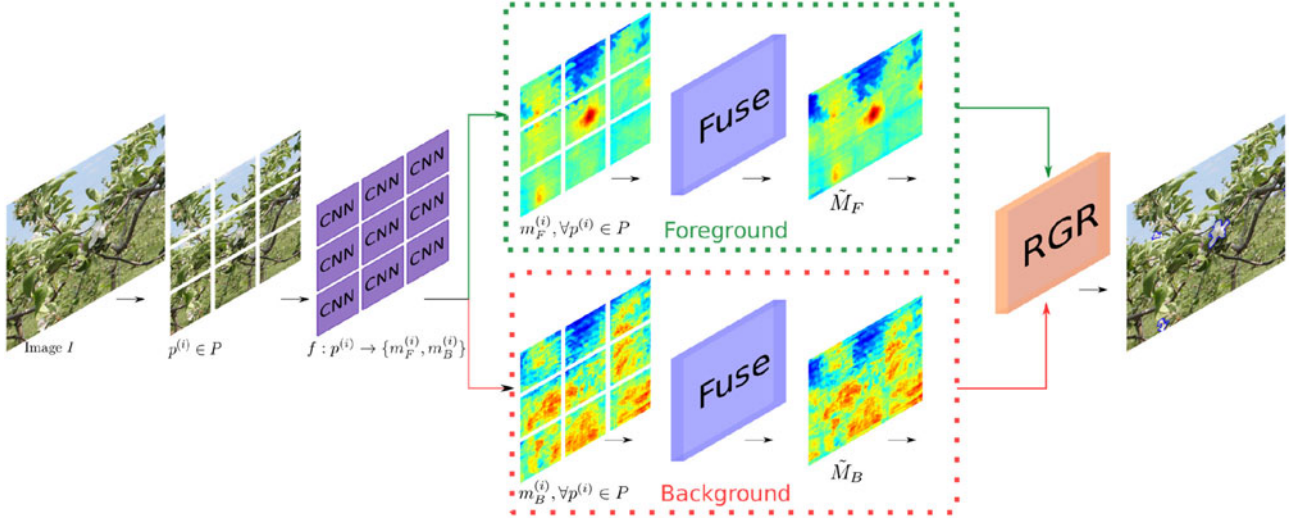 Image I
p^{(i)} ∈ P
CNN CNN CNN
CNN CNN CNN
CNN CNN CNN
f : p^{(i)} → {m_F^{(i)}, m_B^{(i)}}
m_F^{(i)}, ∀p^{(i)} ∈ P
Foreground
Fuse
M̃_F
m_B^{(i)}, ∀p^{(i)} ∈ P
Background
Fuse
M̃_B
RGR